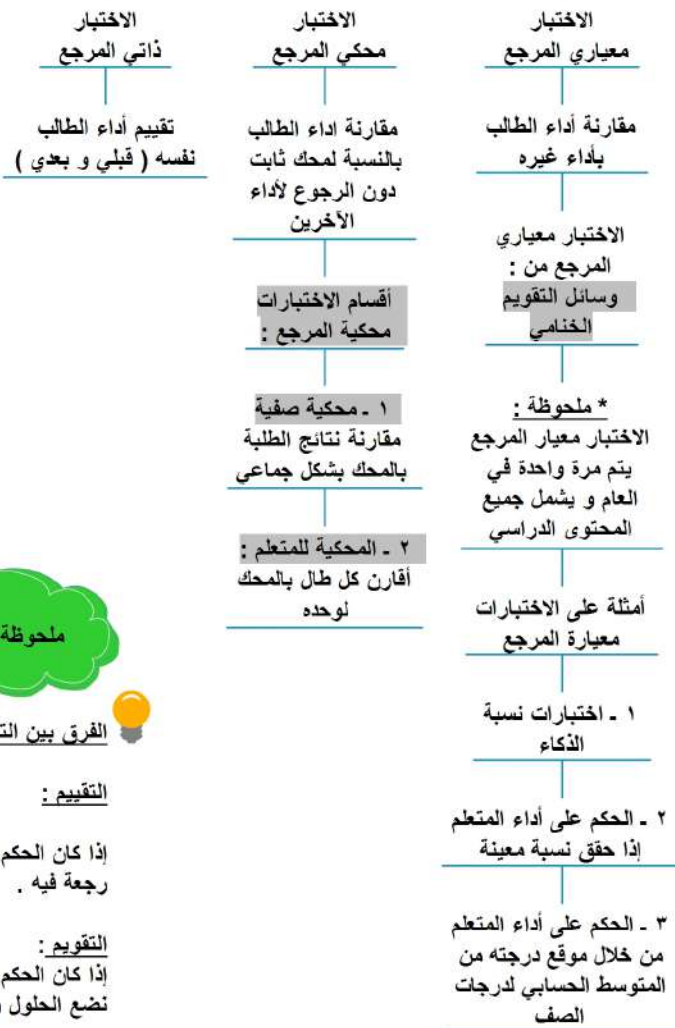 الاختبار
معياري المرجع
مقارنة أداء الطالب
بأداء غيره
الاختبار معياري
المرجع من :
وسائل التقويم
الختامي
* ملحوظة :
الاختبار معيار المرجع
يتم مرة واحدة في
العام و يشمل جميع
المحتوى الدراسي
أمثلة على الاختبارات
معيارة المرجع
١ ـ اختبارات نسبة
الذكاء
٢ ـ الحكم على أداء المتعلم
إذا حقق نسبة معينة
٣ ـ الحكم على أداء المتعلم
من خلال موقع درجته من
المتوسط الحسابي لدرجات
الصف
الاختبار
محكي المرجع
مقارنة اداء الطالب
بالنسبة لمحك ثابت
دون الرجوع لأداء
الآخرين
أقسام الاختبارات
محكية المرجع :
١ ـ محكية صفية
مقارنة نتائج الطلبة
بالمحك بشكل جماعي
٢ ـ المحكية للمتعلم :
أقارن كل طال بالمحك
لوحده
الاختبار
ذاتي المرجع
تقييم أداء الطالب
نفسه ( قبلي و بعدي )
ملحوظة
الفرق بين
التقييم :
إذا كان الحكم
رجعة فيه .
التقويم :
إذا كان الحكم
نضع الحلول